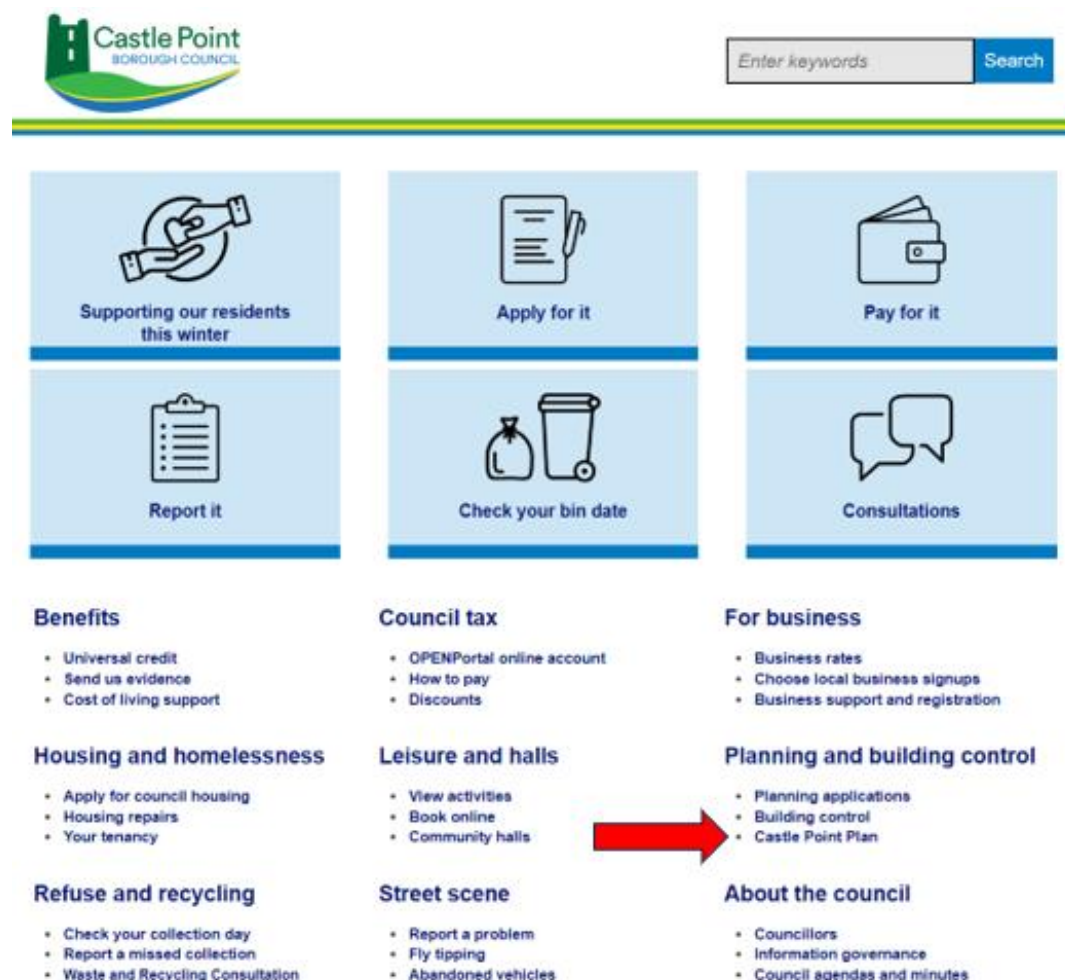 Castle Point
BOROUGH COUNCIL
Enter keywords
Search
Supporting our residents
this winter
Apply for it
Pay for it
Report it
Check your bin date
Consultations
Benefits
• Universal credit
• Send us evidence
• Cost of living support
Council tax
• OPENPortal online account
• How to pay
• Discounts
For business
• Business rates
• Choose local business signups
• Business support and registration
Housing and homelessness
• Apply for council housing
• Housing repairs
• Your tenancy
Leisure and halls
• View activities
• Book online
• Community halls
Planning and building control
• Planning applications
• Building control
• Castle Point Plan
Refuse and recycling
• Check your collection day
• Report a missed collection
• Waste and Recycling Consultation
Street scene
• Report a problem
• Fly tipping
• Abandoned vehicles
About the council
• Councillors
• Information governance
• Council agendas and minutes